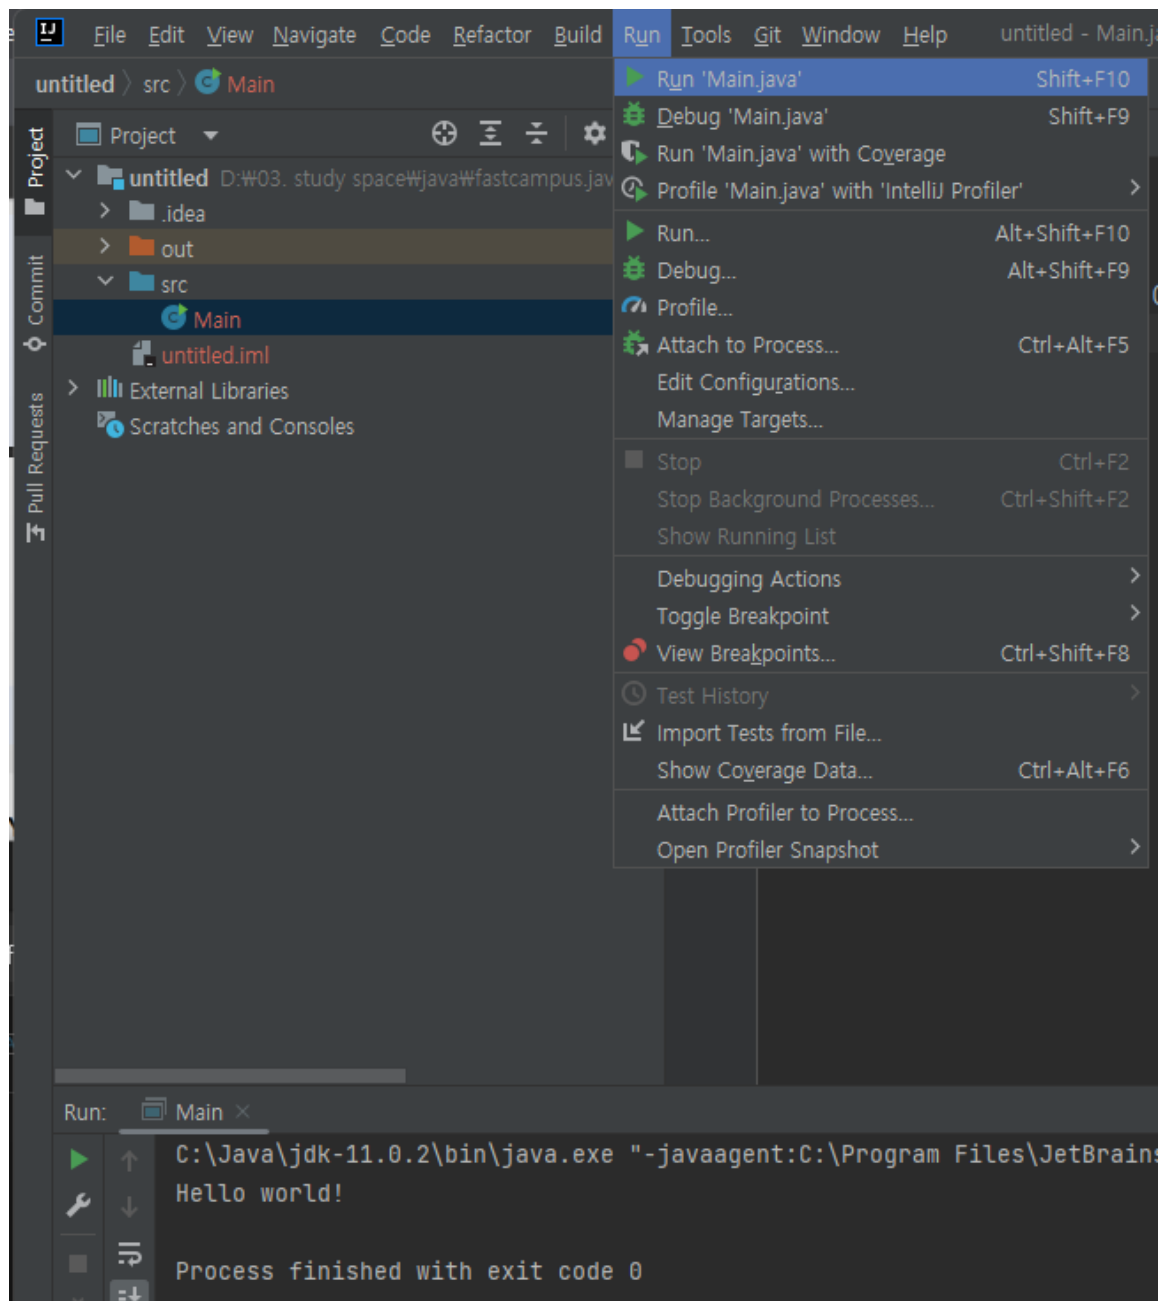 File Edit View Navigate Code Refactor Build Run Tools Git Window Help untitled - Main.j
untitled src Main
Project
Project
Commit
Pull Requests
untitled D:₩03. study space₩java₩fastcampus.jav
.idea
out
src
Main
untitled.iml
External Libraries
Scratches and Consoles
Run 'Main.java' Shift+F10
Debug 'Main.java' Shift+F9
Run 'Main.java' with Coverage
Profile 'Main.java' with 'IntelliJ Profiler'
Run... Alt+Shift+F10
Debug... Alt+Shift+F9
Profile...
Attach to Process... Ctrl+Alt+F5
Edit Configurations...
Manage Targets...
Stop Ctrl+F2
Stop Background Processes... Ctrl+Shift+F2
Show Running List
Debugging Actions
Toggle Breakpoint
View Breakpoints... Ctrl+Shift+F8
Test History
Import Tests from File...
Show Coverage Data... Ctrl+Alt+F6
Attach Profiler to Process...
Open Profiler Snapshot
Run: Main
C:\Java\jdk-11.0.2\bin\java.exe "-javaagent:C:\Program Files\JetBrains
Hello world!
Process finished with exit code 0